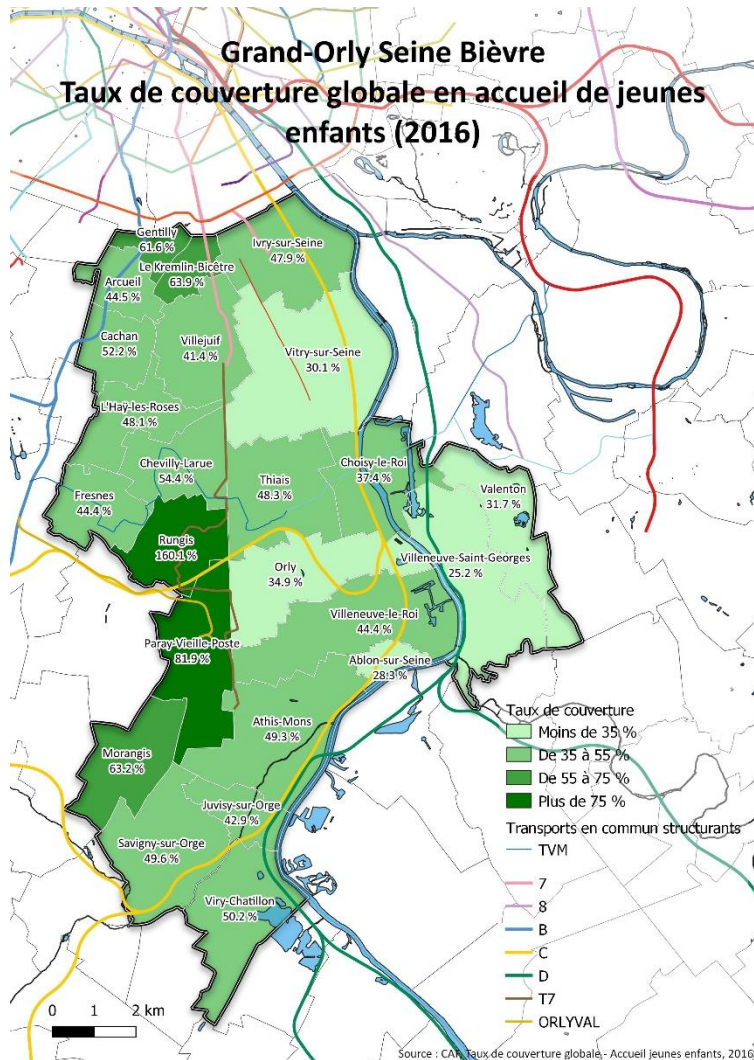 Grand-Orly Seine Bièvre
Taux de couverture globale en accueil de jeunes
enfants (2016)
Gentilly
61.6 %
Le Kremlin-Bicêtre
63.9 %
Ivry-sur-Seine
47.9 %
Arcueil
44.5 %
Cachan
52.2 %
Villejuif
41.4 %
Vitry-sur-Seine
30.1 %
L'Haÿ-les-Roses
48.1 %
Chevilly-Larue
54.4 %
Thiais
48.3 %
Choisy-le-Roi
37.4 %
Valenton
31.7 %
Fresnes
44.4 %
Rungis
160.1 %
Orly
34.9 %
Villeneuve-Saint-Georges
25.2 %
Villeneuve-le-Roi
44.4 %
Paray-Vieille-Poste
81.9 %
Ablon-sur-Seine
28.3 %
Athis-Mons
49.3 %
Morangis
63.2 %
Juvisy-sur-Orge
42.9 %
Savigny-sur-Orge
49.6 %
Viry-Chatillon
50.2 %
Taux de couverture
Moins de 35 %
De 35 à 55 %
De 55 à 75 %
Plus de 75 %
Transports en commun structurants
TVM
7
8
B
C
D
T7
ORLYVAL
0 1 2 km
Source : CAF, Taux de couverture globale - Accueil jeunes enfants, 2016